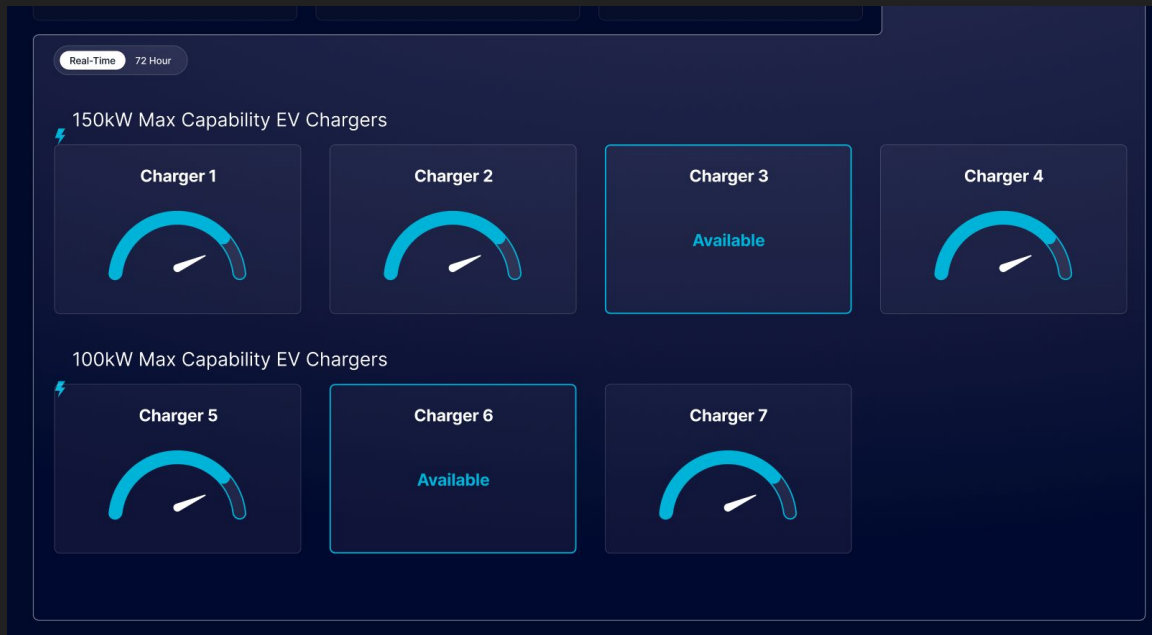 Real-Time 72 Hour
150kW Max Capability EV Chargers
Charger 1
Charger 2
Charger 3
Available
Charger 4
100kW Max Capability EV Chargers
Charger 5
Charger 6
Available
Charger 7